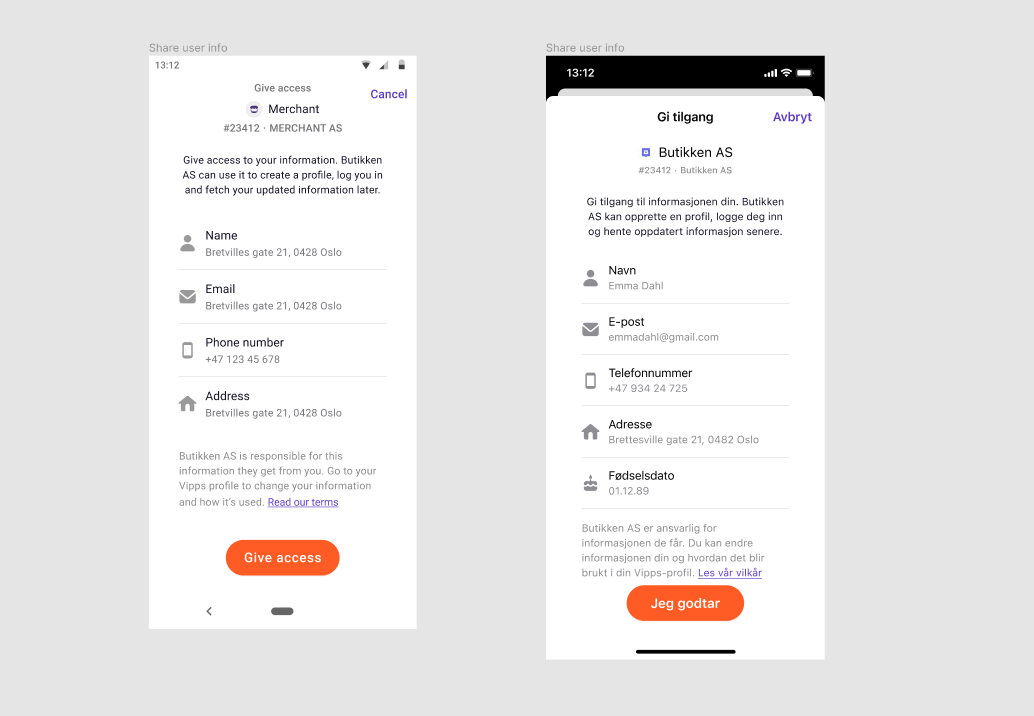 Share user info
13:12
Give access
Cancel
Merchant
#23412 · MERCHANT AS
Give access to your information. Butikken
AS can use it to create a profile, log you in
and fetch your updated information later.
Name
Bretvilles gate 21, 0428 Oslo
Email
Bretvilles gate 21, 0428 Oslo
Phone number
+47 123 45 678
Address
Bretvilles gate 21, 0428 Oslo
Butikken AS is responsible for this
information they get from you. Go to your
Vipps profile to change your information
and how it's used. Read our terms
Give access
Share user info
13:12
Gi tilgang
Avbryt
Butikken AS
#23412 · Butikken AS
Gi tilgang til informasjonen din. Butikken
AS kan opprette en profil, logge deg inn
og hente oppdatert informasjon senere.
Navn
Emma Dahl
E-post
emmadahl@gmail.com
Telefonnummer
+47 934 24 725
Adresse
Brettesville gate 21, 0482 Oslo
Fødselsdato
01.12.89
Butikken AS er ansvarlig for
informasjonen de får. Du kan endre
informasjonen din og hvordan det blir
brukt i din Vipps-profil. Les vår vilkår
Jeg godtar